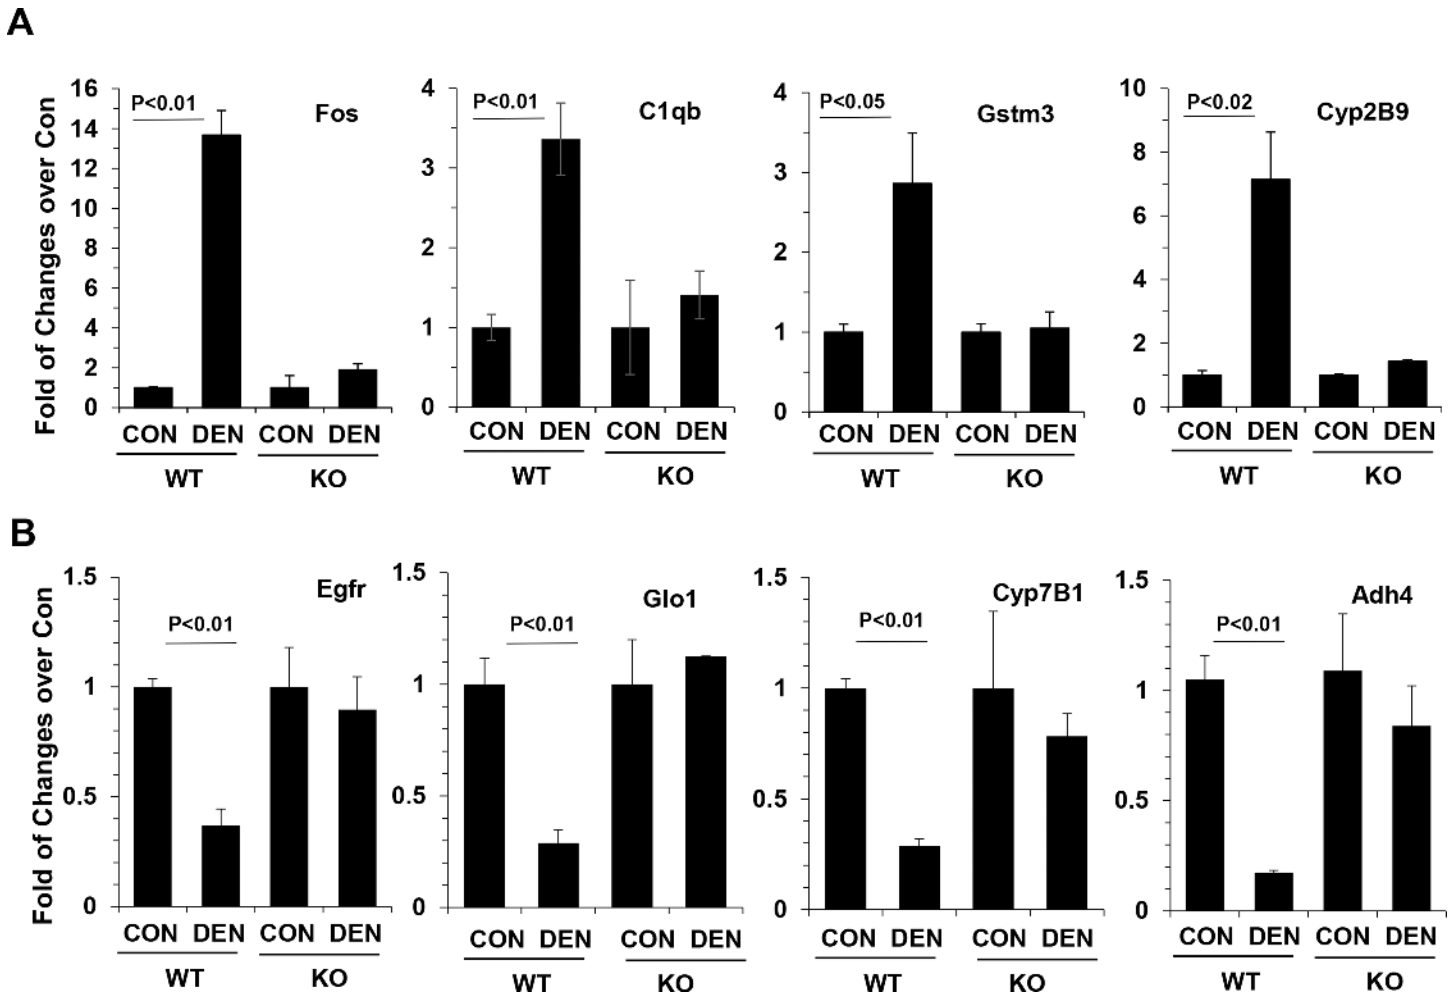 A
Fold of Changes over Con
16
14
12
10
8
6
4
2
0
P<0.01
Fos
CON DEN CON DEN
WT KO
4
3
2
1
0
P<0.01
C1qb
CON DEN CON DEN
WT KO
4
3
2
1
0
P<0.05
Gstm3
CON DEN CON DEN
WT KO
10
8
6
4
2
0
P<0.02
Cyp2B9
CON DEN CON DEN
WT KO
B
Fold of Changes over Con
1.5
1
0.5
0
Egfr
P<0.01
CON DEN CON DEN
WT KO
1.5
1
0.5
0
Glo1
P<0.01
CON DEN CON DEN
WT KO
1.5
1
0.5
0
Cyp7B1
P<0.01
CON DEN CON DEN
WT KO
1.5
1
0.5
0
Adh4
P<0.01
CON DEN CON DEN
WT KO